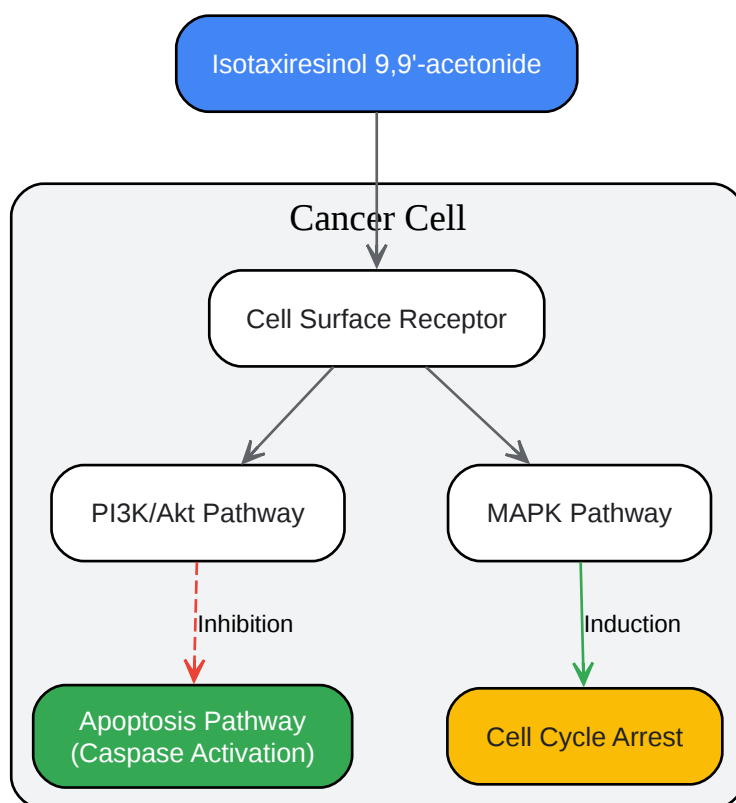 Isotaxiresinol 9,9'-acetonide
Cancer Cell
Cell Surface Receptor
PI3K/Akt Pathway
MAPK Pathway
Inhibition
Induction
Apoptosis Pathway
(Caspase Activation)
Cell Cycle Arrest